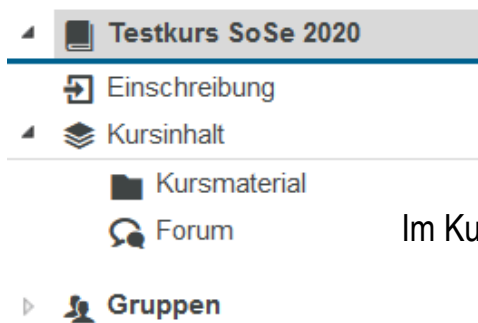 Testkurs SoSe 2020
Einschreibung
Kursinhalt
Kursmaterial
Forum
Im Ku
Gruppen